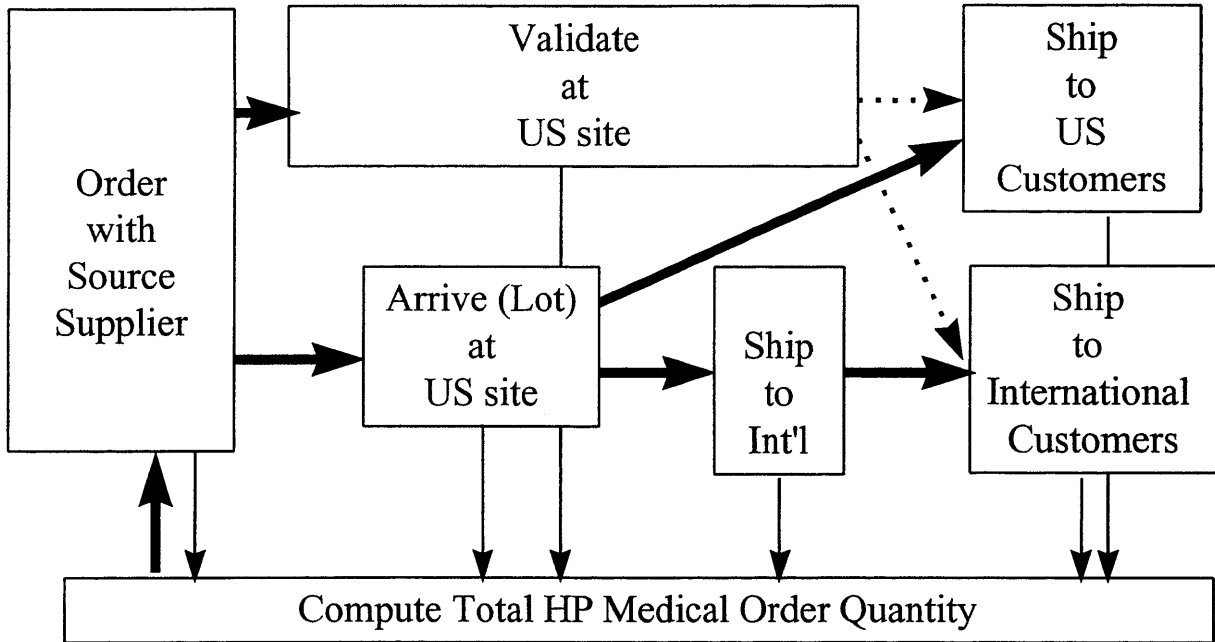 Validate
at
US site
Ship
to
US
Customers
Order
with
Source
Supplier
Arrive (Lot)
at
US site
Ship
to
Int'l
Ship
to
International
Customers
Compute Total HP Medical Order Quantity